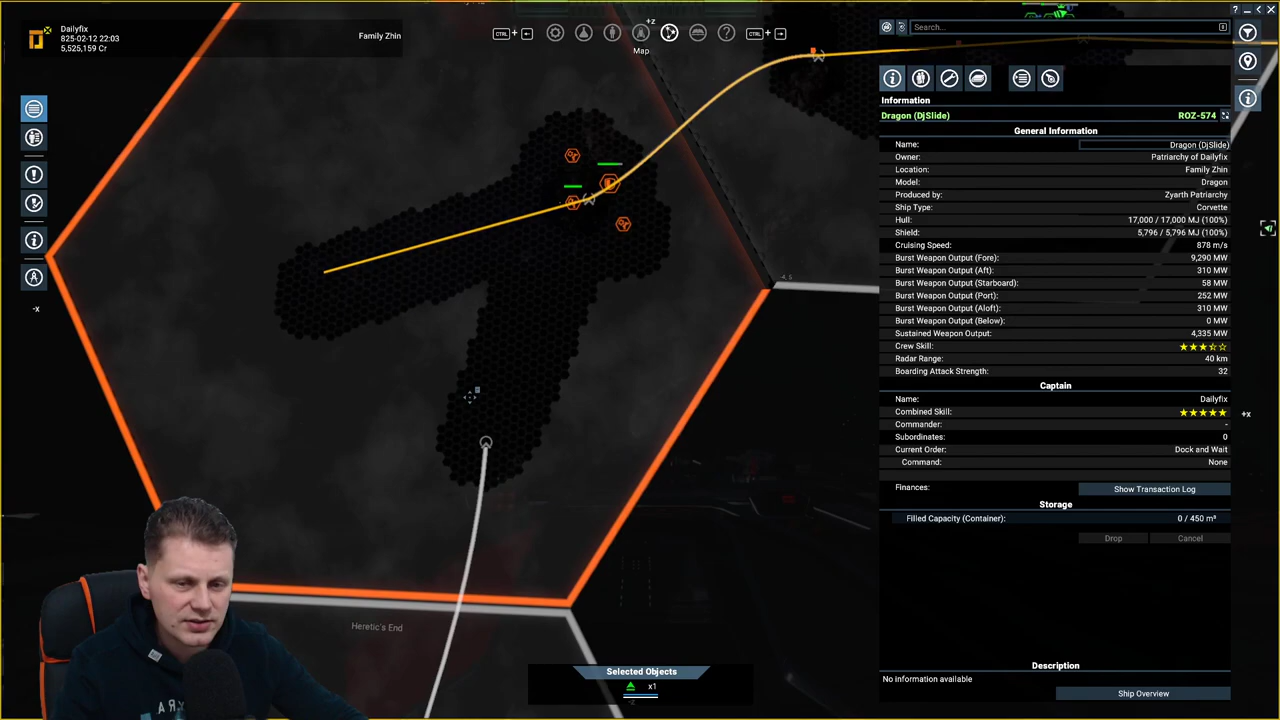 Dailyfix
825-02-12 22:03
5,525,159 Cr
Family Zhin
CTRL + ←
+z
CTRL + →
Map
Search...
Information
Dragon (DjSlide) ROZ-574
General Information
Name: Dragon (DjSlide)
Owner: Patriarchy of Dailyfix
Location: Family Zhin
Model: Dragon
Produced by: Zyarth Patriarchy
Ship Type: Corvette
Hull: 17,000 / 17,000 MJ (100%)
Shield: 5,796 / 5,796 MJ (100%)
Cruising Speed: 878 m/s
Burst Weapon Output (Fore): 9,290 MW
Burst Weapon Output (Aft): 310 MW
Burst Weapon Output (Starboard): 58 MW
Burst Weapon Output (Port): 252 MW
Burst Weapon Output (Aloft): 310 MW
Burst Weapon Output (Below): 0 MW
Sustained Weapon Output: 4,335 MW
Crew Skill: ★★★☆☆
Radar Range: 40 km
Boarding Attack Strength: 32
Captain
Name: Dailyfix
Combined Skill: ★★★★★
Commander: -
Subordinates: 0
Current Order: Dock and Wait
Command: None
Finances: Show Transaction Log
Storage
Filled Capacity (Container): 0 / 450 m³
Drop Cancel
Description
No information available
Ship Overview
-x
+x
Heretic's End
Selected Objects
x1
-z